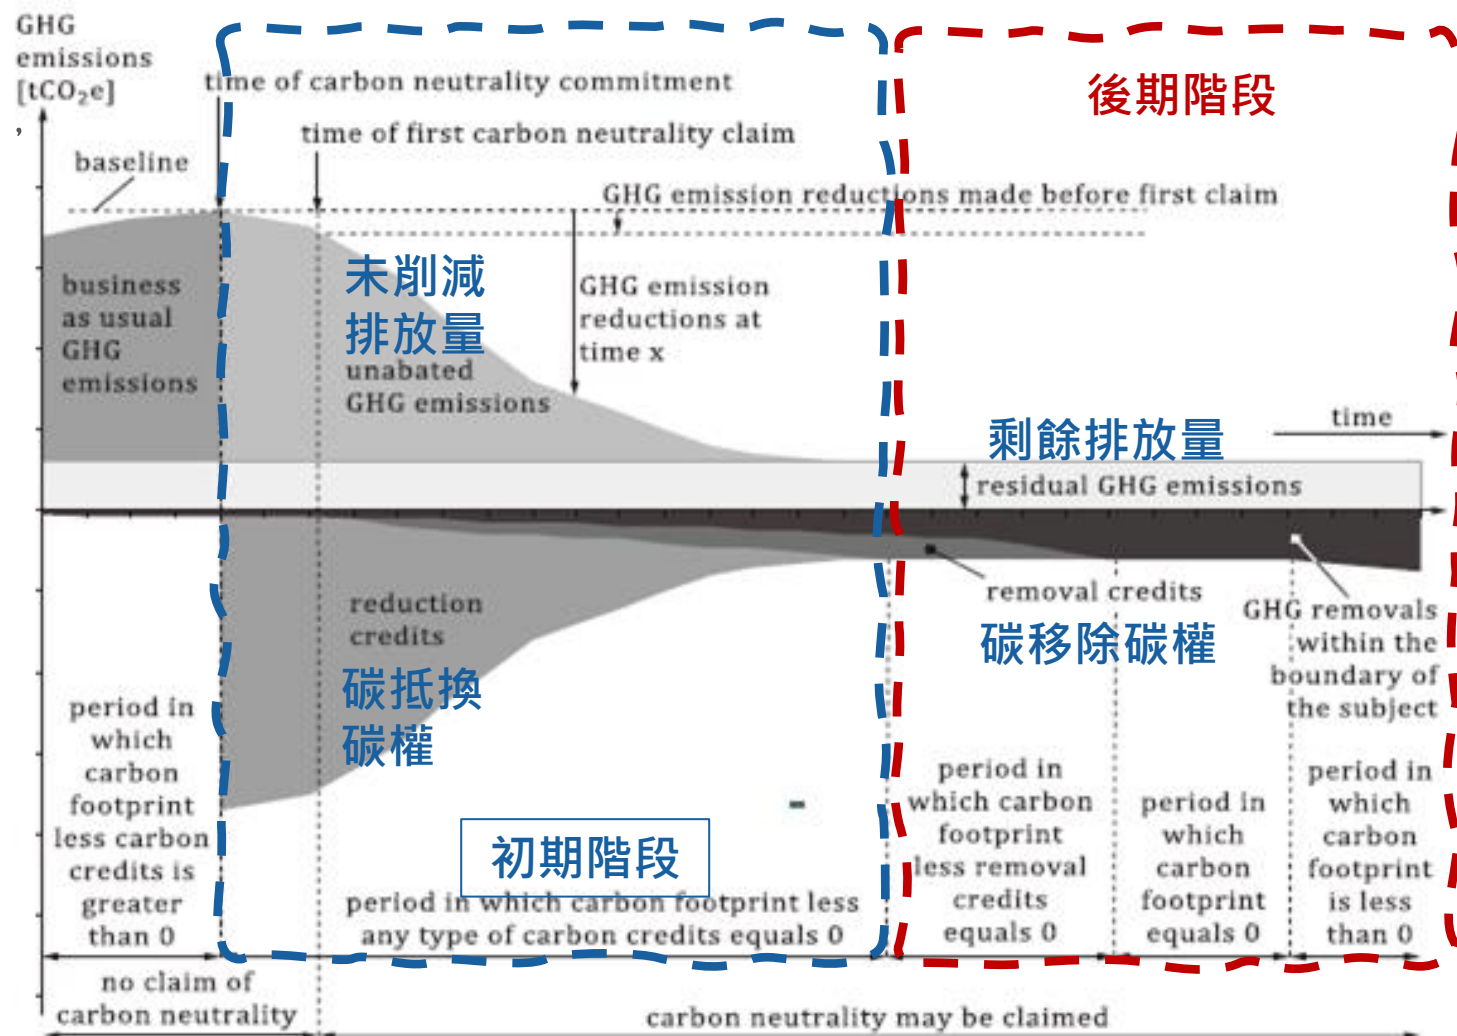 GHG
emissions
[tCO₂e]
,
time of carbon neutrality commitment
後期階段
time of first carbon neutrality claim
baseline
GHG emission reductions made before first claim
business
as usual
GHG
emissions
未削減
排放量
unabated
GHG emissions
GHG emission
reductions at
time x
剩餘排放量
time
residual GHG emissions
reduction
credits
碳抵換
碳權
removal credits
碳移除碳權
GHG removals
within the
boundary of
the subject
period in
which
carbon
footprint
less carbon
credits is
greater
than 0
初期階段
period in which carbon footprint less
any type of carbon credits equals 0
period in
which carbon
footprint
less removal
credits
equals 0
period in
which
carbon
footprint
equals 0
period in
which
carbon
footprint
is less
than 0
no claim of
carbon neutrality
carbon neutrality may be claimed